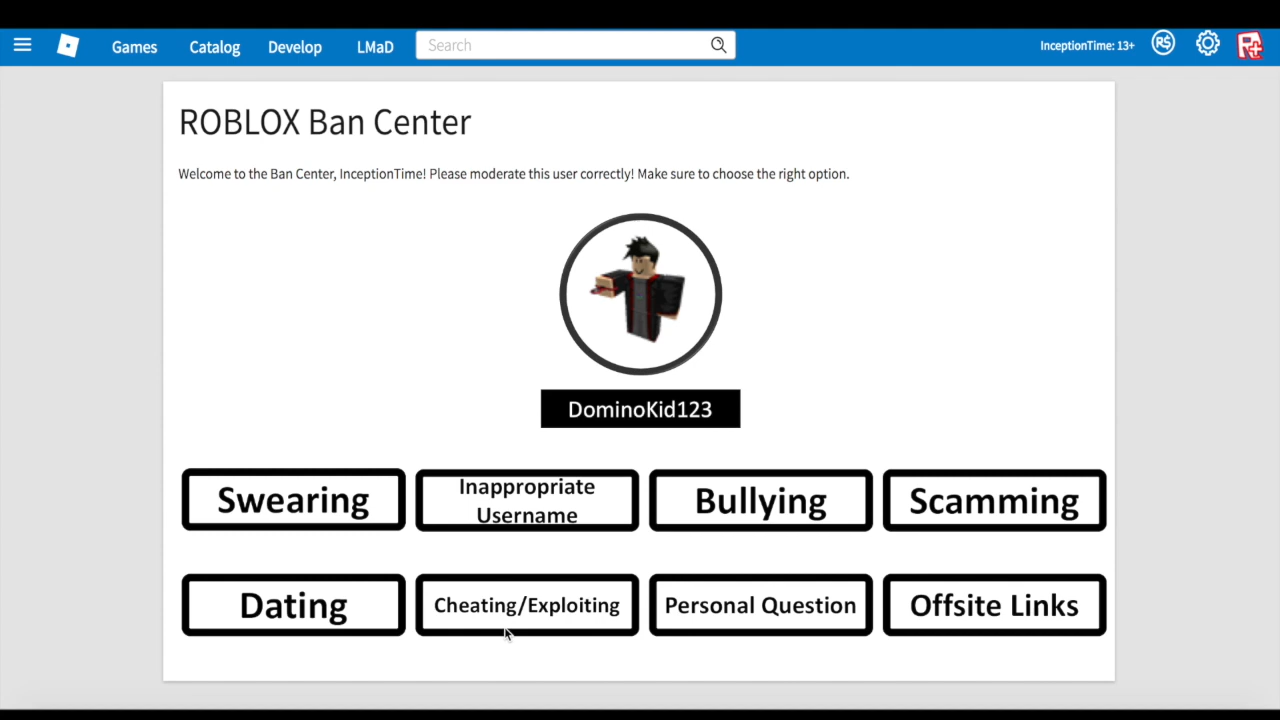 Games Catalog Develop LMaD Search InceptionTime: 13+ R$
ROBLOX Ban Center
Welcome to the Ban Center, InceptionTime! Please moderate this user correctly! Make sure to choose the right option.
DominoKid123
Swearing Inappropriate Username Bullying Scamming
Dating Cheating/Exploiting Personal Question Offsite Links